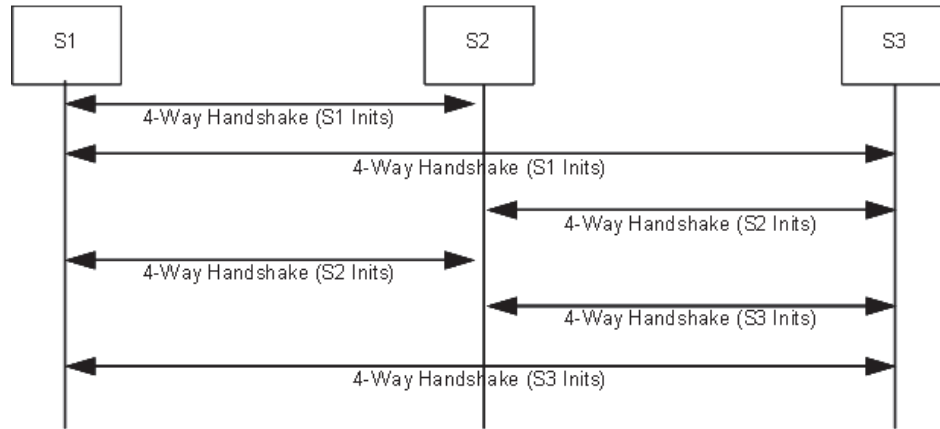 S1
S2
S3
4-Way Handshake (S1 Inits)
4-Way Handshake (S1 Inits)
4-Way Handshake (S2 Inits)
4-Way Handshake (S2 Inits)
4-Way Handshake (S3 Inits)
4-Way Handshake (S3 Inits)